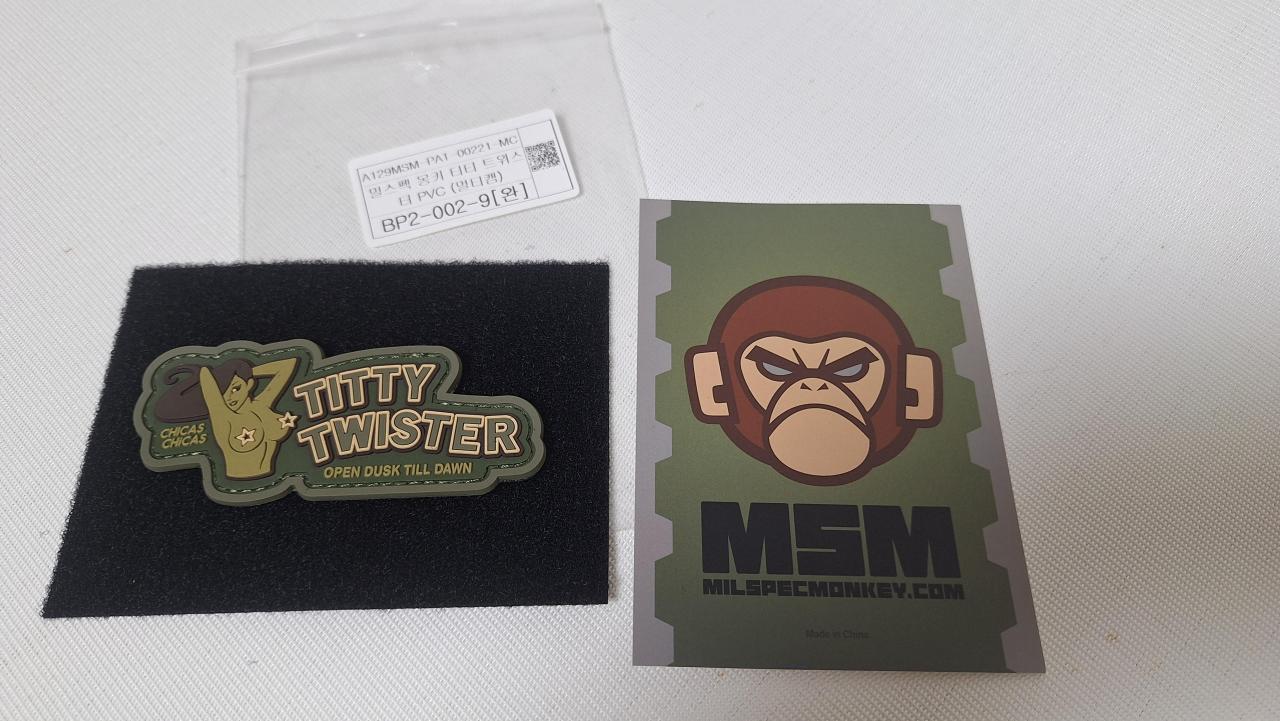 A129MSM-PAT-00221-MC
밀스펙 몽키 티티 트위스
터 PVC (멀티캠)
BP2-002-9[완]
CHICAS
CHICAS
TITTY
TWISTER
OPEN DUSK TILL DAWN
MSM
MILSPECMONKEY.COM
Made in China